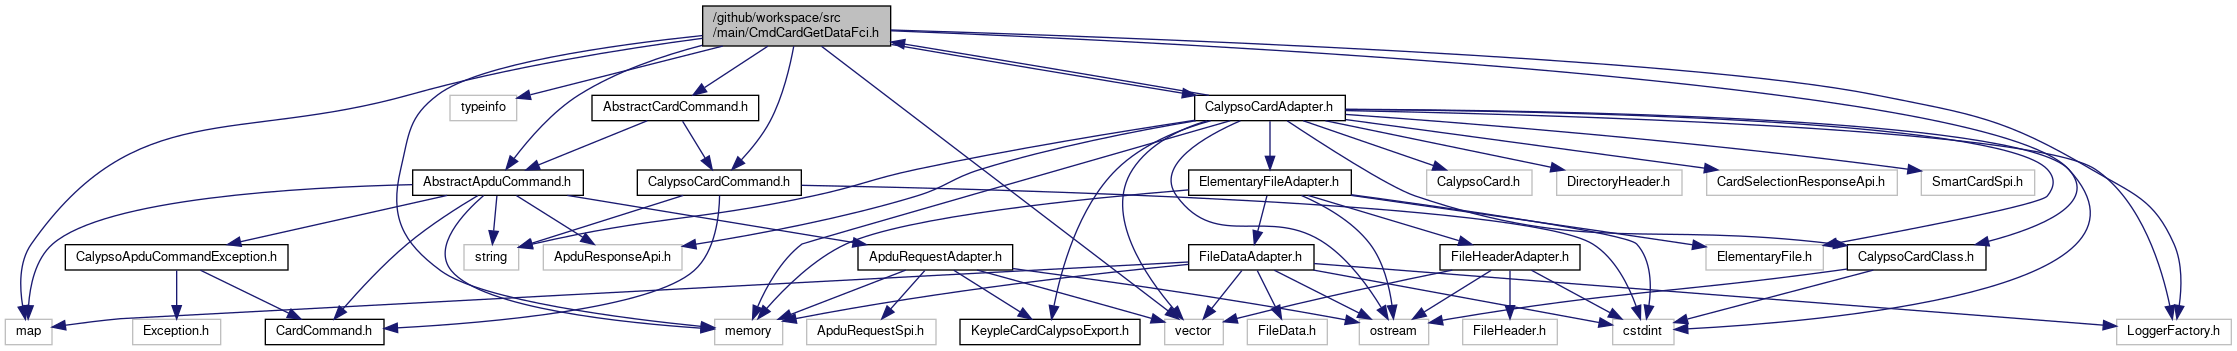 /github/workspace/src
/main/CmdCardGetDataFci.h
typeinfo
AbstractCardCommand.h
CalypsoCardAdapter.h
AbstractApduCommand.h
CalypsoCardCommand.h
ElementaryFileAdapter.h
CalypsoCard.h
DirectoryHeader.h
CardSelectionResponseApi.h
SmartCardSpi.h
CalypsoApduCommandException.h
string
ApduResponseApi.h
ApduRequestAdapter.h
FileDataAdapter.h
FileHeaderAdapter.h
ElementaryFile.h
CalypsoCardClass.h
map
Exception.h
CardCommand.h
memory
ApduRequestSpi.h
KeypleCardCalypsoExport.h
vector
FileData.h
ostream
FileHeader.h
cstdint
LoggerFactory.h